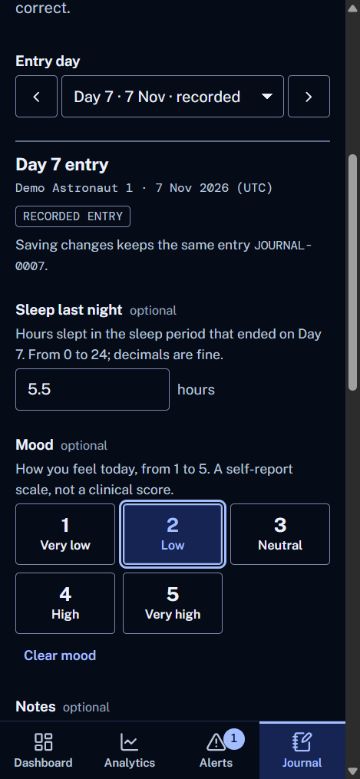 correct.
Entry day
Day 7 · 7 Nov · recorded
Day 7 entry
Demo Astronaut 1 · 7 Nov 2026 (UTC)
RECORDED ENTRY
Saving changes keeps the same entry JOURNAL-
0007.
Sleep last night optional
Hours slept in the sleep period that ended on Day
7. From 0 to 24; decimals are fine.
5.5 hours
Mood optional
How you feel today, from 1 to 5. A self-report
scale, not a clinical score.
1 2 3
Very low Low Neutral
4 5
High Very high
Clear mood
Notes optional
1
Dashboard Analytics Alerts Journal